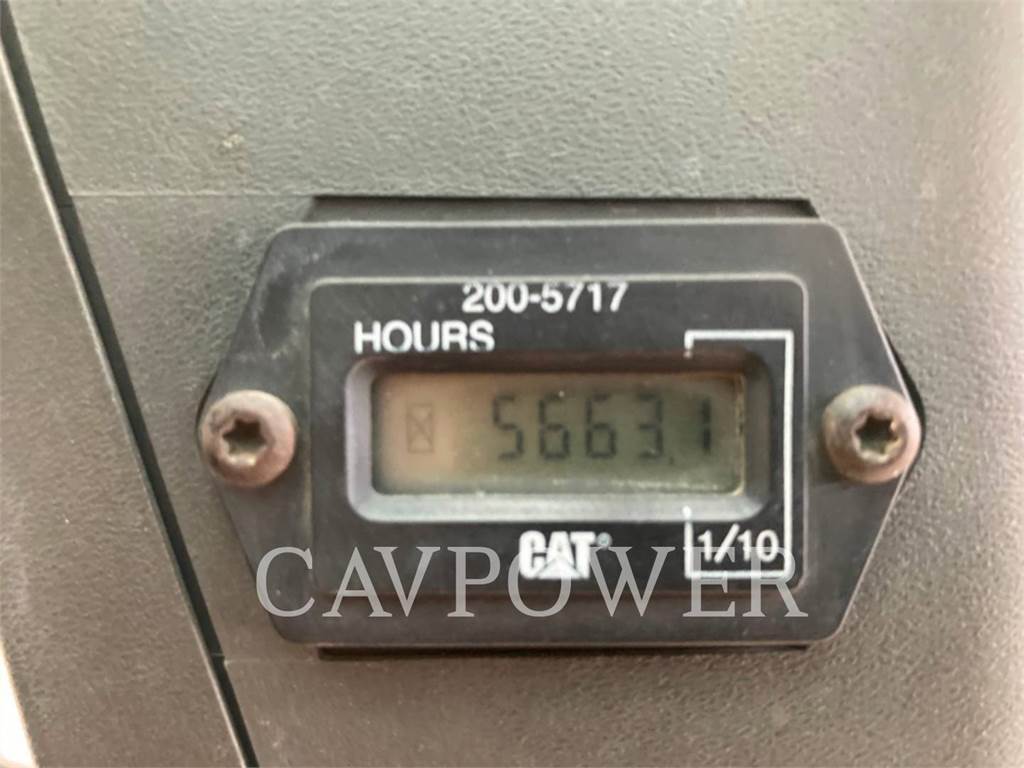 200-5717
HOURS
5663.1
CAT®
1/10
CAVPOWER